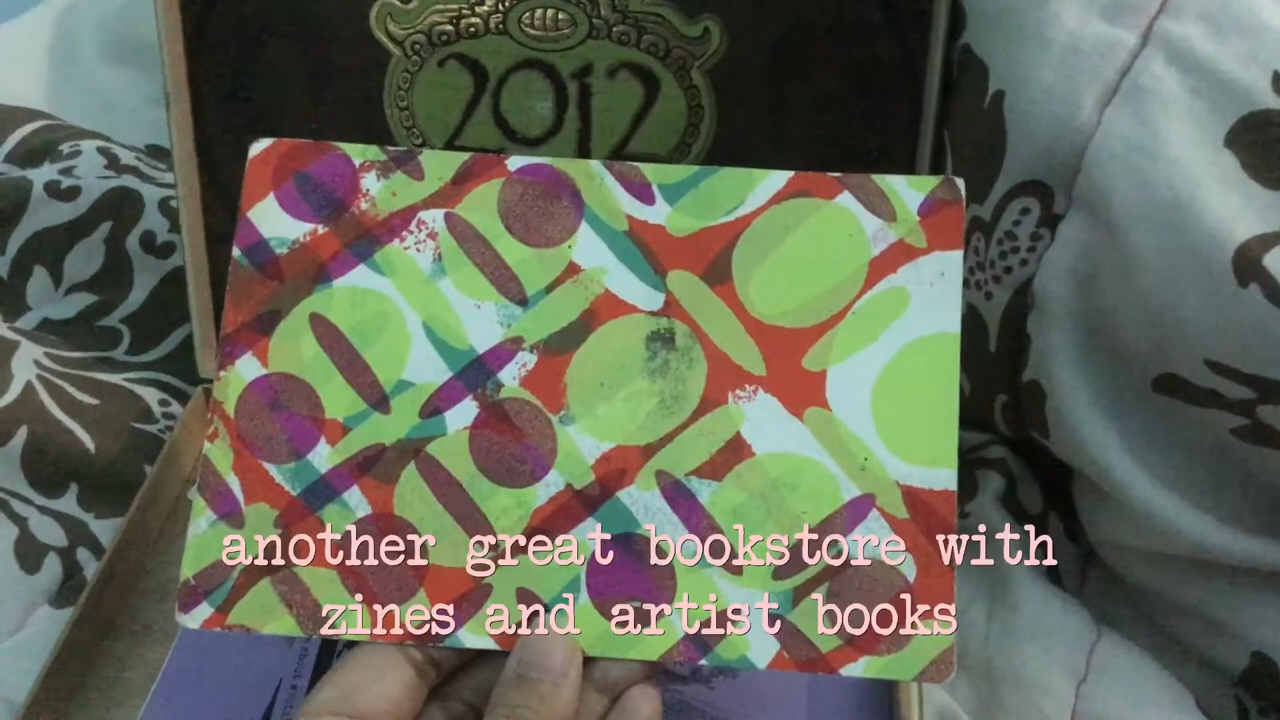 2012
another great bookstore with
zines and artist books